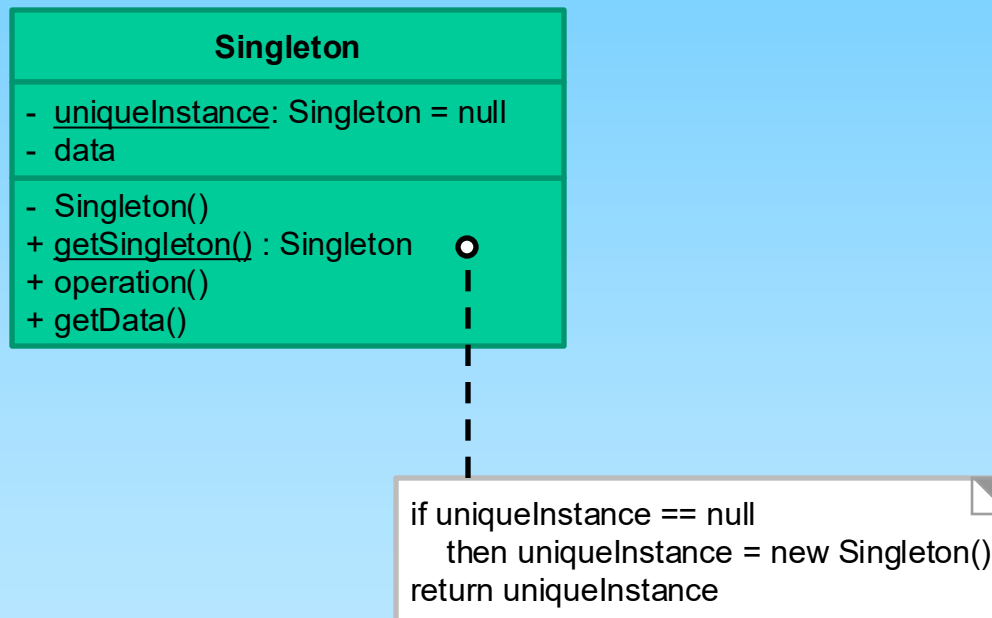 Singleton
- uniqueInstance: Singleton = null
- data
- Singleton()
+ getSingleton() : Singleton
+ operation()
+ getData()
if uniqueInstance == null
then uniqueInstance = new Singleton()
return uniqueInstance